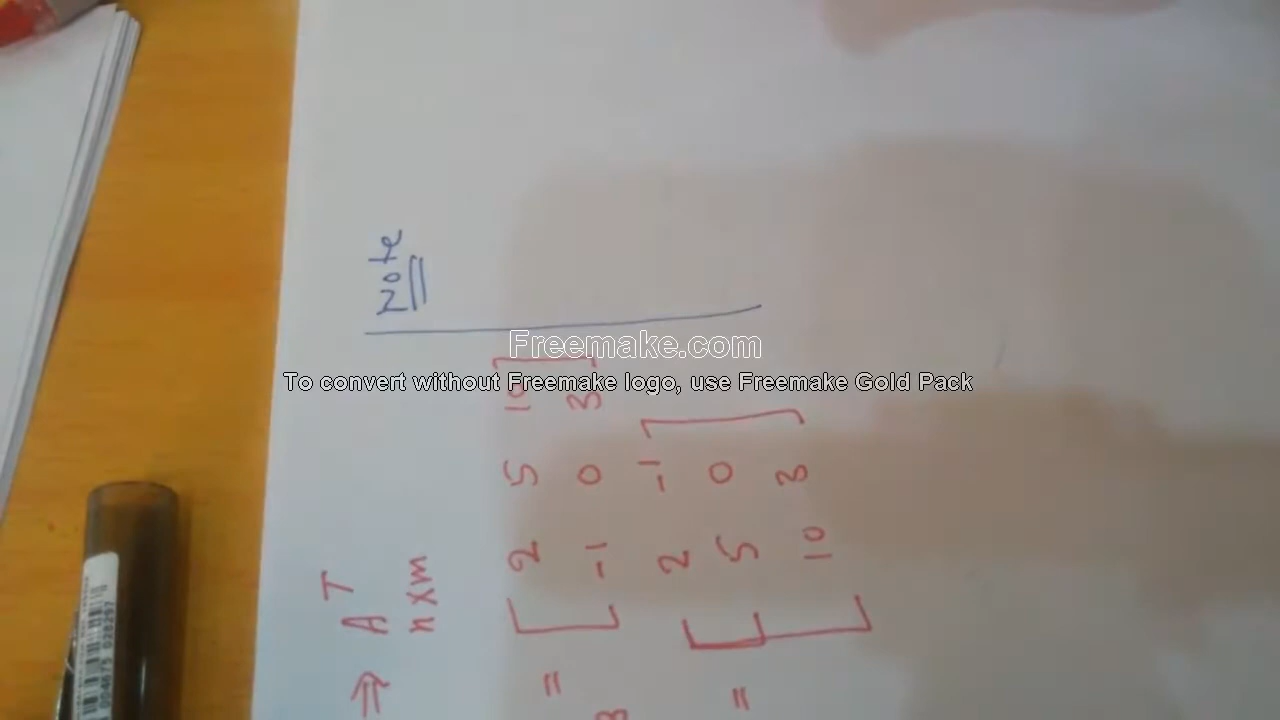 ⇒ Aᵀ
n×m
= [ 2 5 10
-1 0 3 ]
3
= [ 2 -1
5 0
10 3 ]
Note
Freemake.com
To convert without Freemake logo, use Freemake Gold Pack